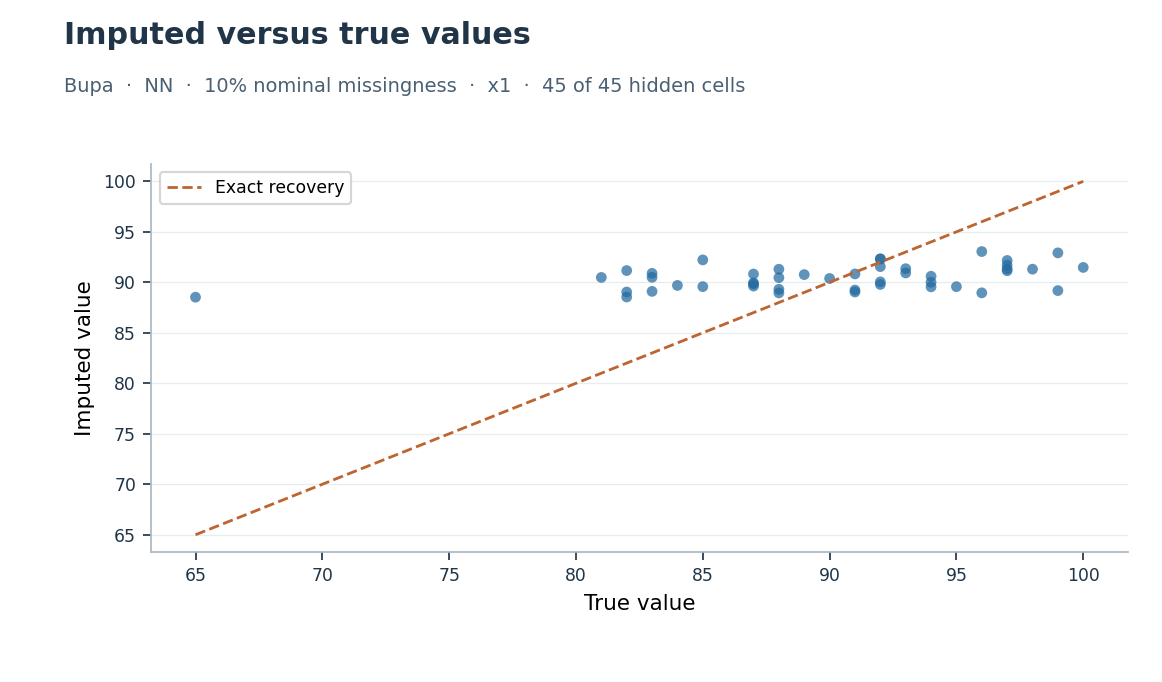 Imputed versus true values
Bupa · NN · 10% nominal missingness · x1 · 45 of 45 hidden cells
Exact recovery
100
95
90
85
80
75
70
65
Imputed value
65 70 75 80 85 90 95 100
True value